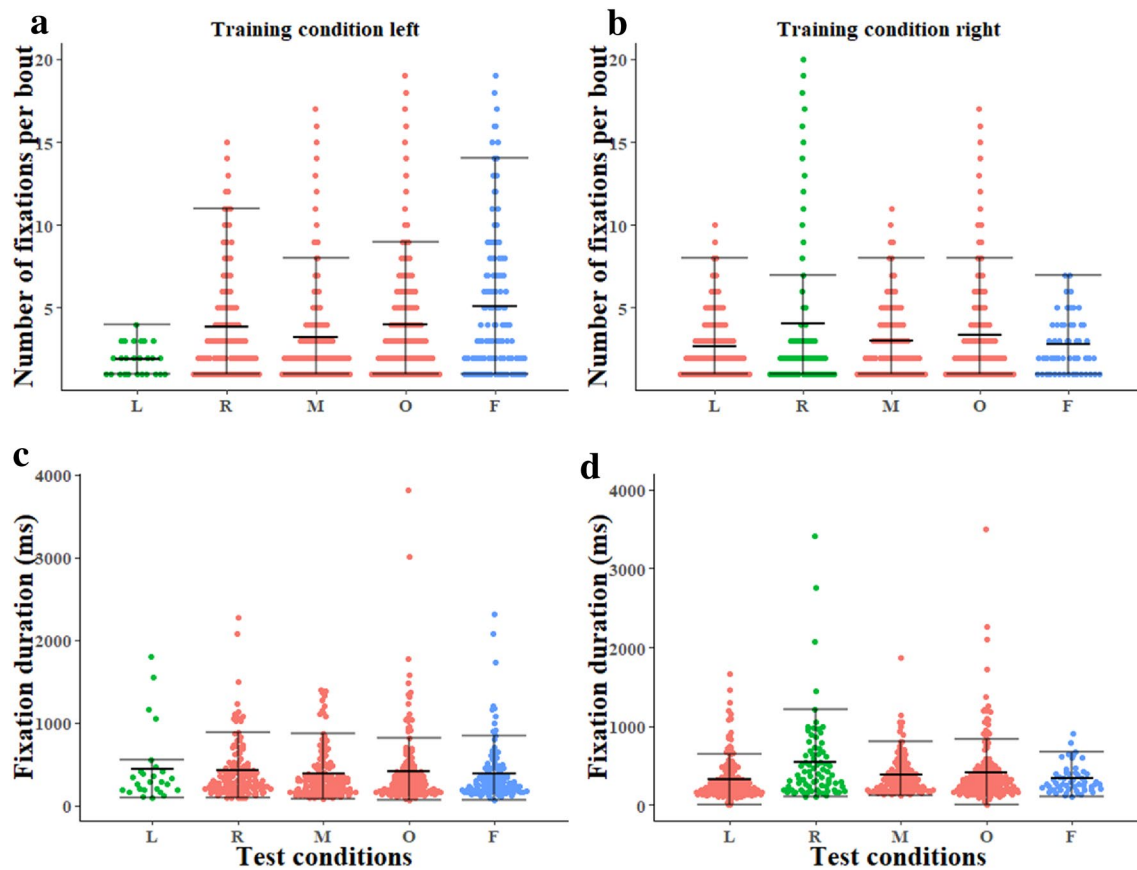 a
Training condition left
Number of fixations per bout
20
15
10
5
L R M O F
b
Training condition right
Number of fixations per bout
20
15
10
5
L R M O F
c
Fixation duration (ms)
4000
3000
2000
1000
0
L R M O F
Test conditions
d
Fixation duration (ms)
4000
3000
2000
1000
0
L R M O F
Test conditions